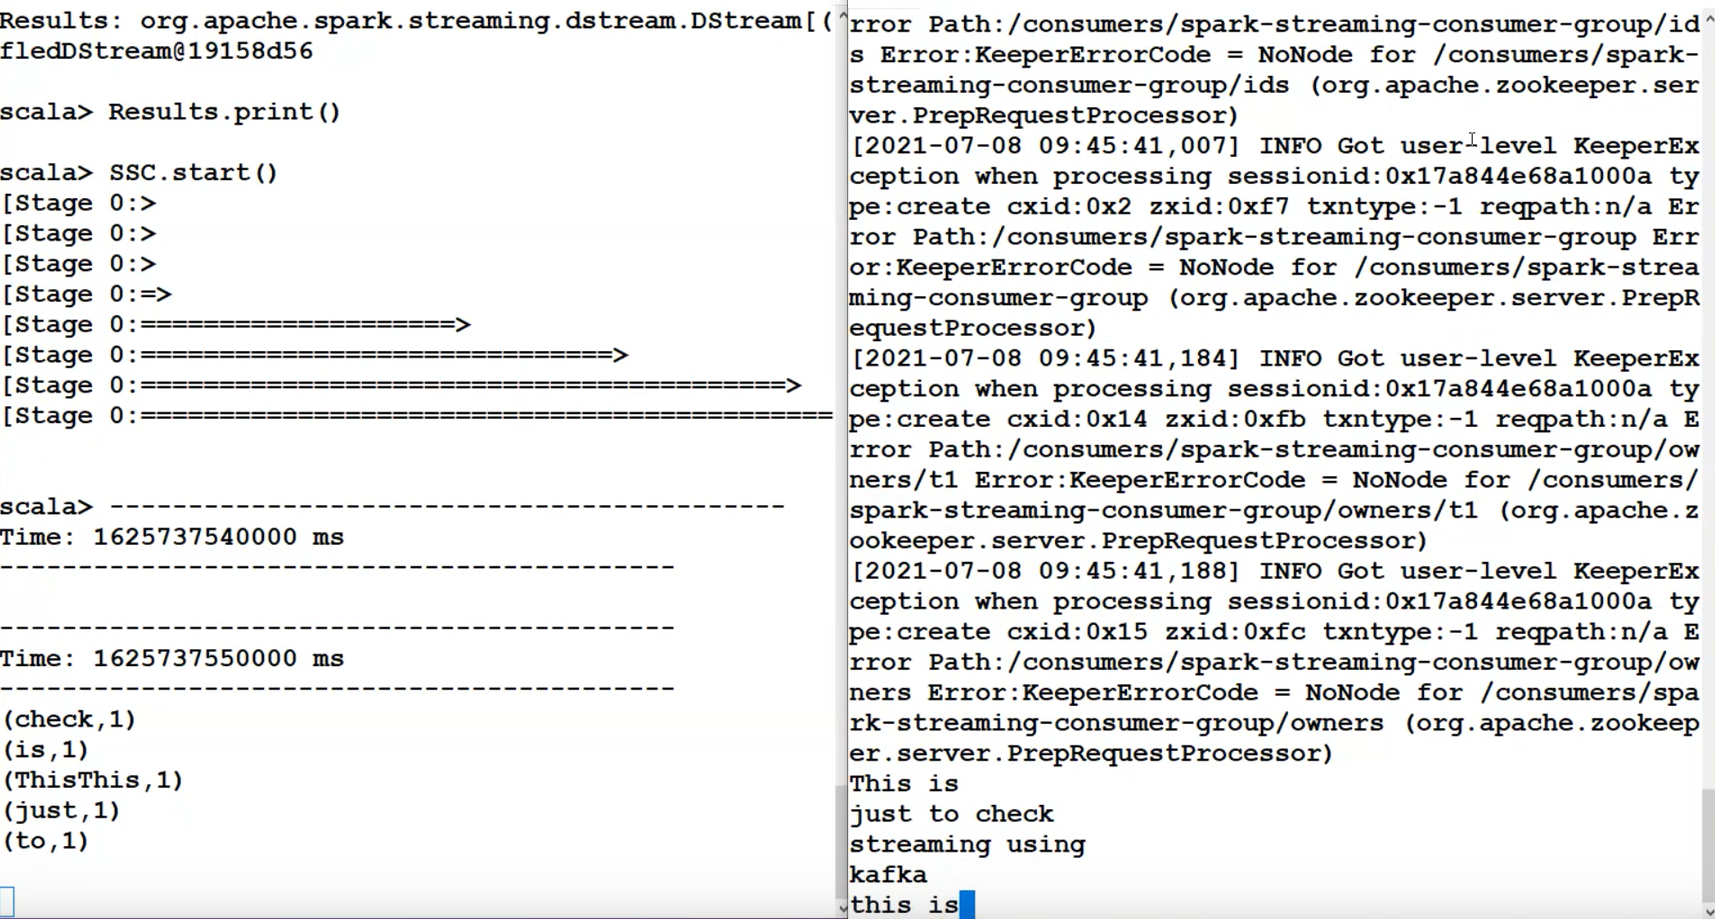 Results: org.apache.spark.streaming.dstream.DStream[(
fledDStream@19158d56
scala> Results.print()
scala> SSC.start()
[Stage 0:>
[Stage 0:>
[Stage 0:>
[Stage 0:=>
[Stage 0:====================>
[Stage 0:==============================>
[Stage 0:=========================================>
[Stage 0:============================================
scala> -------------------------------------------
Time: 1625737540000 ms
-------------------------------------------
-------------------------------------------
Time: 1625737550000 ms
-------------------------------------------
(check,1)
(is,1)
(ThisThis,1)
(just,1)
(to,1)
rror Path:/consumers/spark-streaming-consumer-group/id
s Error:KeeperErrorCode = NoNode for /consumers/spark-
streaming-consumer-group/ids (org.apache.zookeeper.ser
ver.PrepRequestProcessor)
[2021-07-08 09:45:41,007] INFO Got user-level KeeperEx
ception when processing sessionid:0x17a844e68a1000a ty
pe:create cxid:0x2 zxid:0xf7 txntype:-1 reqpath:n/a Er
ror Path:/consumers/spark-streaming-consumer-group Err
or:KeeperErrorCode = NoNode for /consumers/spark-strea
ming-consumer-group (org.apache.zookeeper.server.PrepR
equestProcessor)
[2021-07-08 09:45:41,184] INFO Got user-level KeeperEx
ception when processing sessionid:0x17a844e68a1000a ty
pe:create cxid:0x14 zxid:0xfb txntype:-1 reqpath:n/a E
rror Path:/consumers/spark-streaming-consumer-group/ow
ners/t1 Error:KeeperErrorCode = NoNode for /consumers/
spark-streaming-consumer-group/owners/t1 (org.apache.z
ookeeper.server.PrepRequestProcessor)
[2021-07-08 09:45:41,188] INFO Got user-level KeeperEx
ception when processing sessionid:0x17a844e68a1000a ty
pe:create cxid:0x15 zxid:0xfc txntype:-1 reqpath:n/a E
rror Path:/consumers/spark-streaming-consumer-group/ow
ners Error:KeeperErrorCode = NoNode for /consumers/spa
rk-streaming-consumer-group/owners (org.apache.zookeep
er.server.PrepRequestProcessor)
This is
just to check
streaming using
kafka
this is